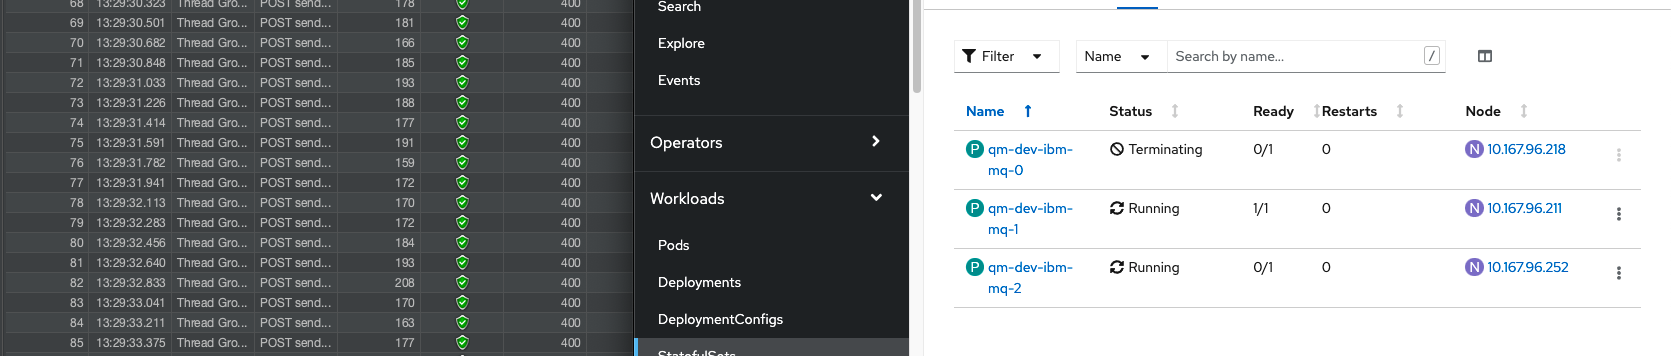 68 13:29:30.323 Thread Gro... POST send... 178 400
69 13:29:30.501 Thread Gro... POST send... 181 400
70 13:29:30.682 Thread Gro... POST send... 166 400
71 13:29:30.848 Thread Gro... POST send... 185 400
72 13:29:31.033 Thread Gro... POST send... 193 400
73 13:29:31.226 Thread Gro... POST send... 188 400
74 13:29:31.414 Thread Gro... POST send... 177 400
75 13:29:31.591 Thread Gro... POST send... 191 400
76 13:29:31.782 Thread Gro... POST send... 159 400
77 13:29:31.941 Thread Gro... POST send... 172 400
78 13:29:32.113 Thread Gro... POST send... 170 400
79 13:29:32.283 Thread Gro... POST send... 172 400
80 13:29:32.456 Thread Gro... POST send... 184 400
81 13:29:32.640 Thread Gro... POST send... 193 400
82 13:29:32.833 Thread Gro... POST send... 208 400
83 13:29:33.041 Thread Gro... POST send... 170 400
84 13:29:33.211 Thread Gro... POST send... 163 400
85 13:29:33.375 Thread Gro... POST send... 177 400
Search
Explore
Events
Operators
Workloads
Pods
Deployments
DeploymentConfigs
StatefulSets
Filter Name Search by name... /
Name Status Ready Restarts Node
P qm-dev-ibm- Terminating 0/1 0 N 10.167.96.218
mq-0
P qm-dev-ibm- Running 1/1 0 N 10.167.96.211
mq-1
P qm-dev-ibm- Running 0/1 0 N 10.167.96.252
mq-2